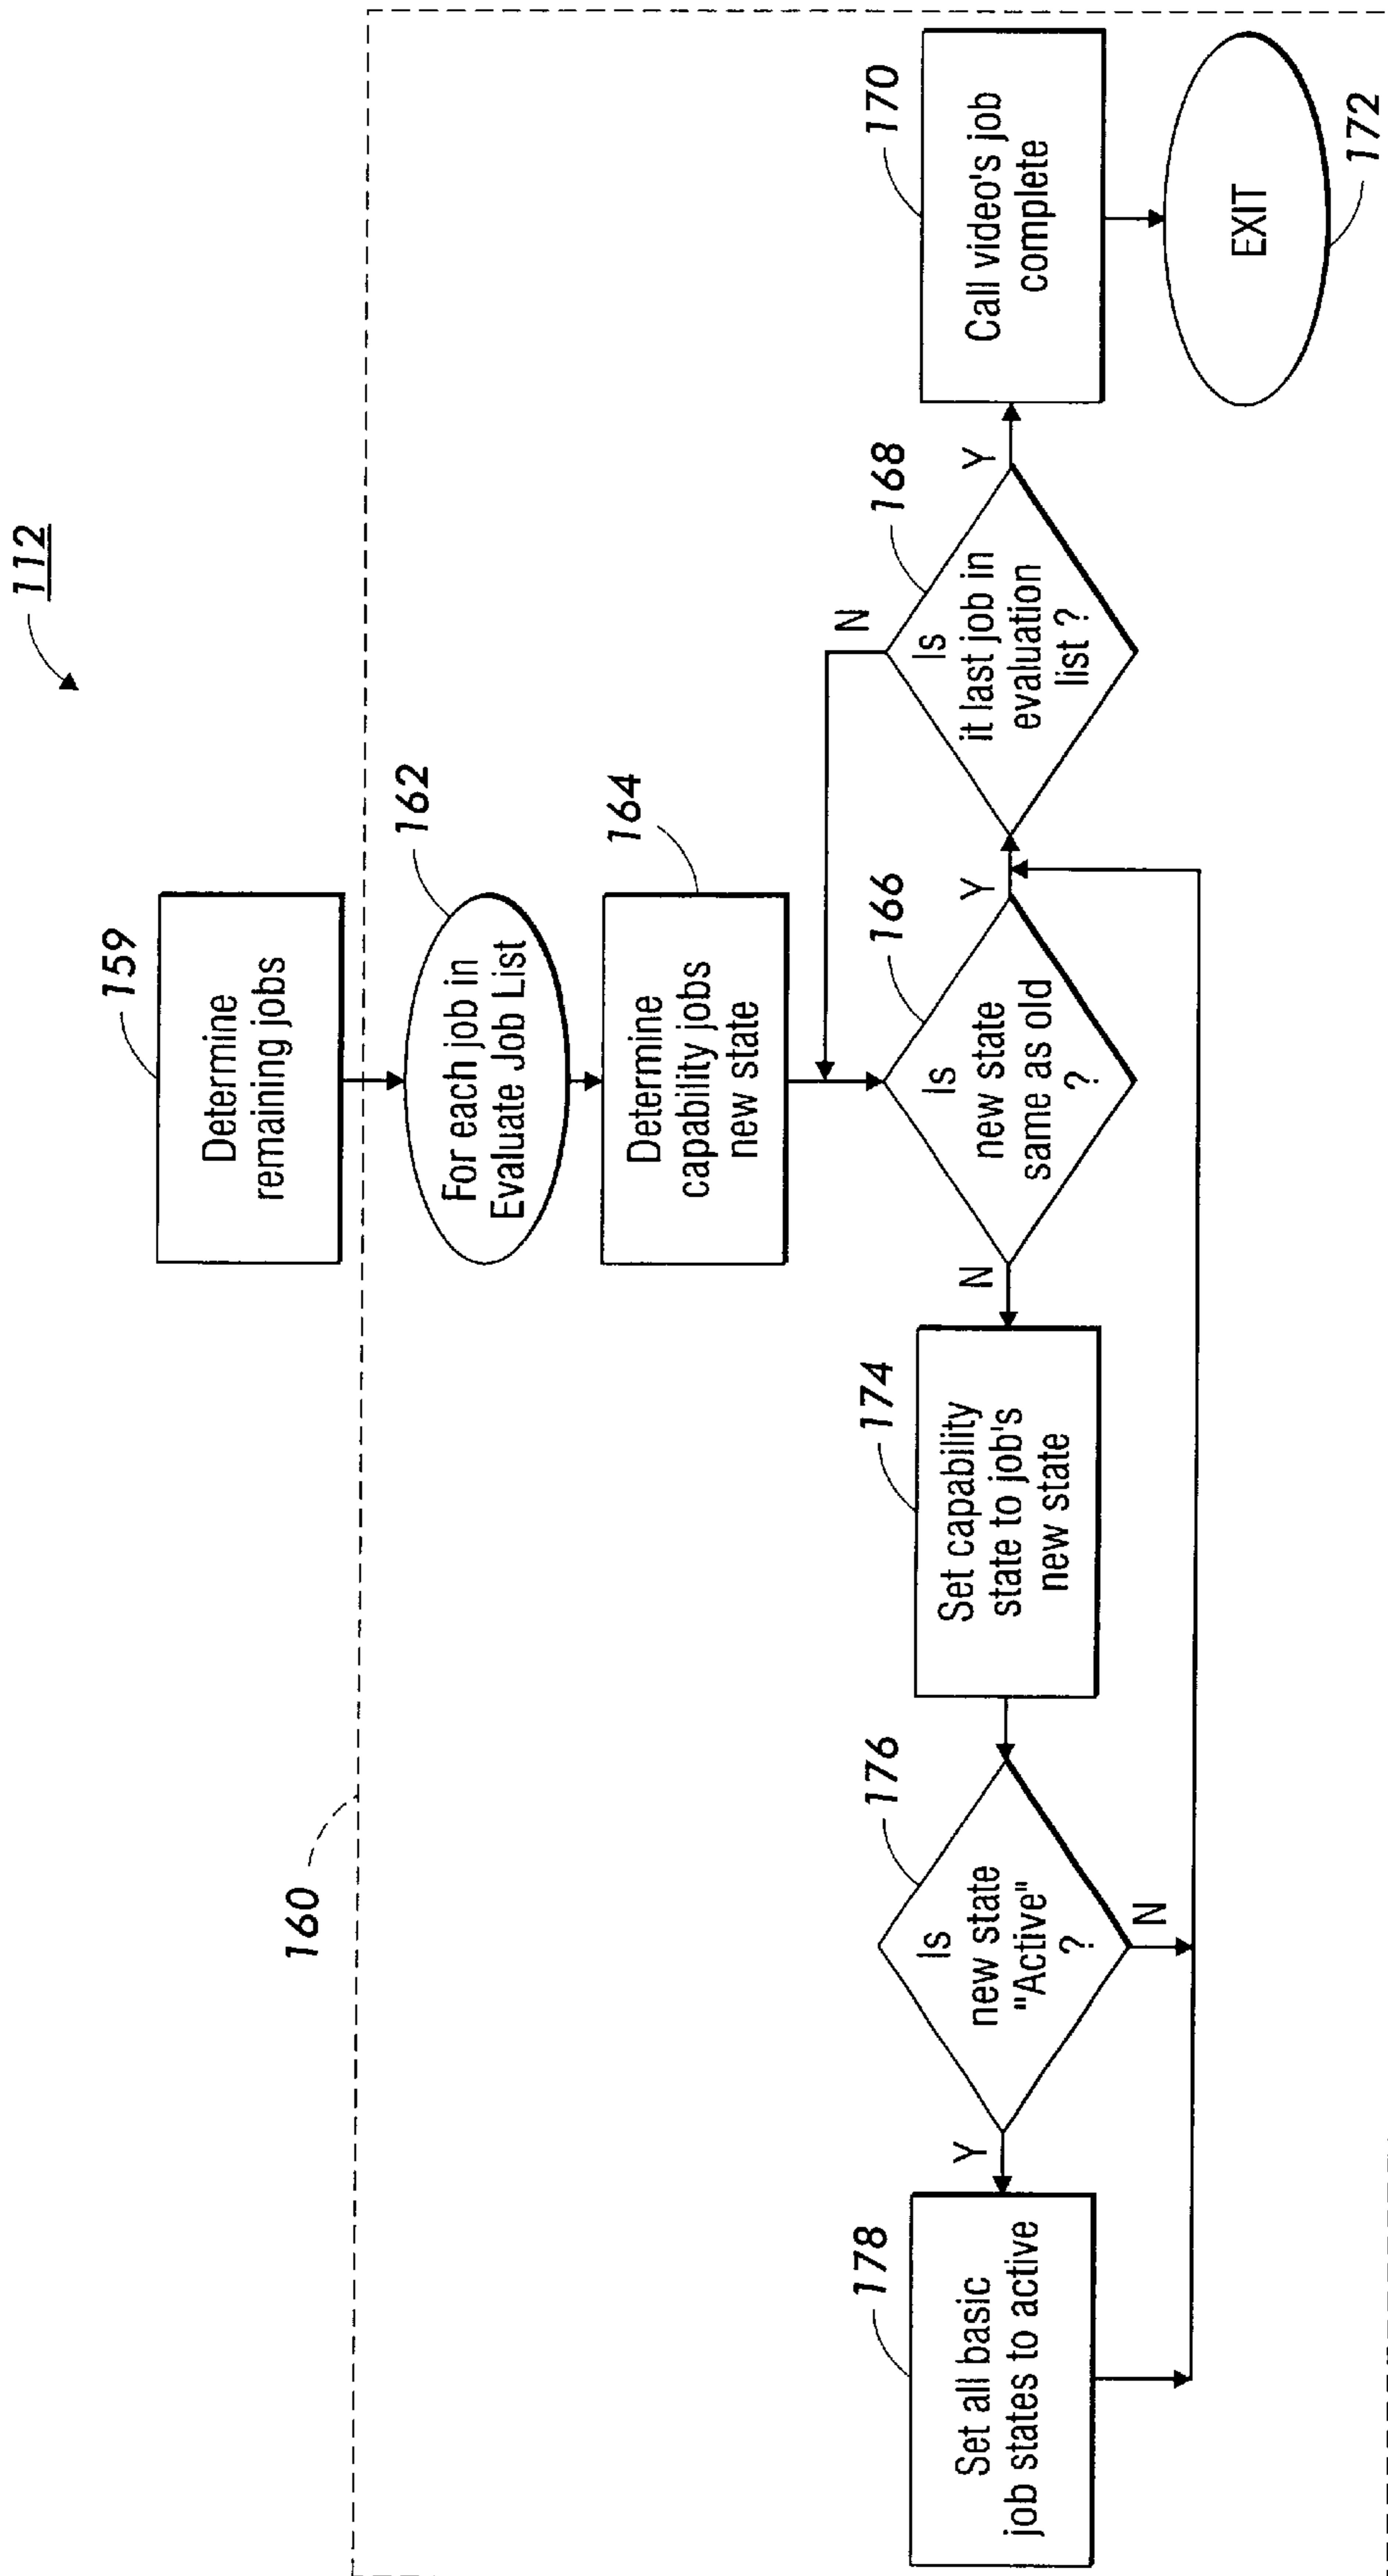 112
159
Determine
remaining jobs
160
162
For each job in
Evaluate Job List
164
Determine
capability jobs
new state
178
Set all basic
job states to active
Y
176
Is
new state
"Active"
?
N
174
Set capability
state to job's
new state
N
166
Is
new state
same as old
?
Y
168
N
Is
it last job in
evaluation
list ?
Y
170
Call video's job
complete
EXIT
172